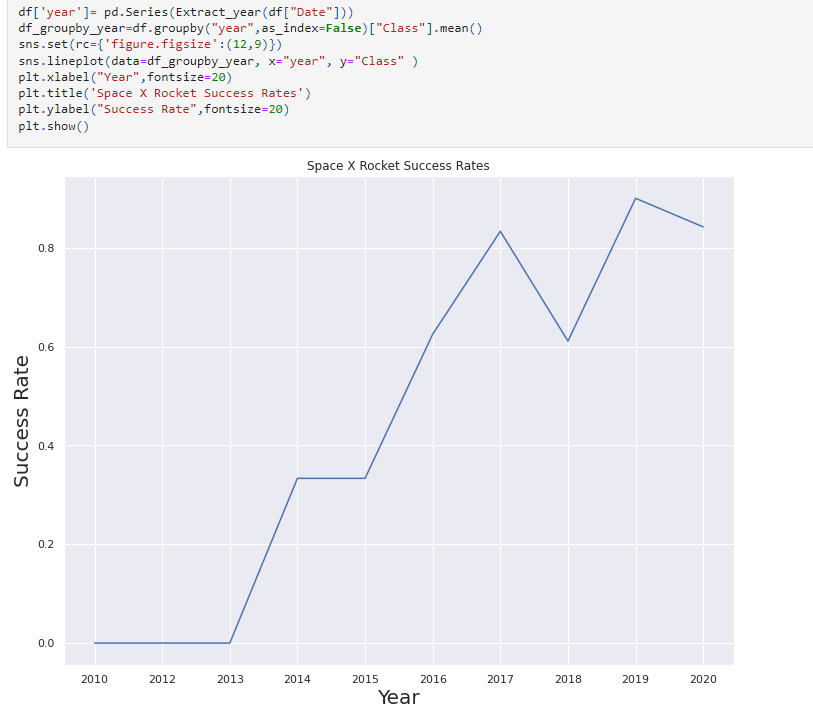 df['year']= pd.Series(Extract_year(df["Date"]))
df_groupby_year=df.groupby("year",as_index=False)["Class"].mean()
sns.set(rc={'figure.figsize':(12,9)})
sns.lineplot(data=df_groupby_year, x="year", y="Class" )
plt.xlabel("Year",fontsize=20)
plt.title('Space X Rocket Success Rates')
plt.ylabel("Success Rate",fontsize=20)
plt.show()
Space X Rocket Success Rates
0.8
0.6
0.4
0.2
0.0
Success Rate
2010 2012 2013 2014 2015 2016 2017 2018 2019 2020
Year